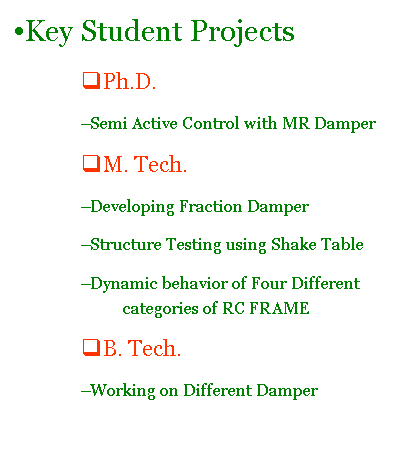 •Key Student Projects
❑Ph.D.
–Semi Active Control with MR Damper
❑M. Tech.
–Developing Fraction Damper
–Structure Testing using Shake Table
–Dynamic behavior of Four Different
categories of RC FRAME
❑B. Tech.
–Working on Different Damper